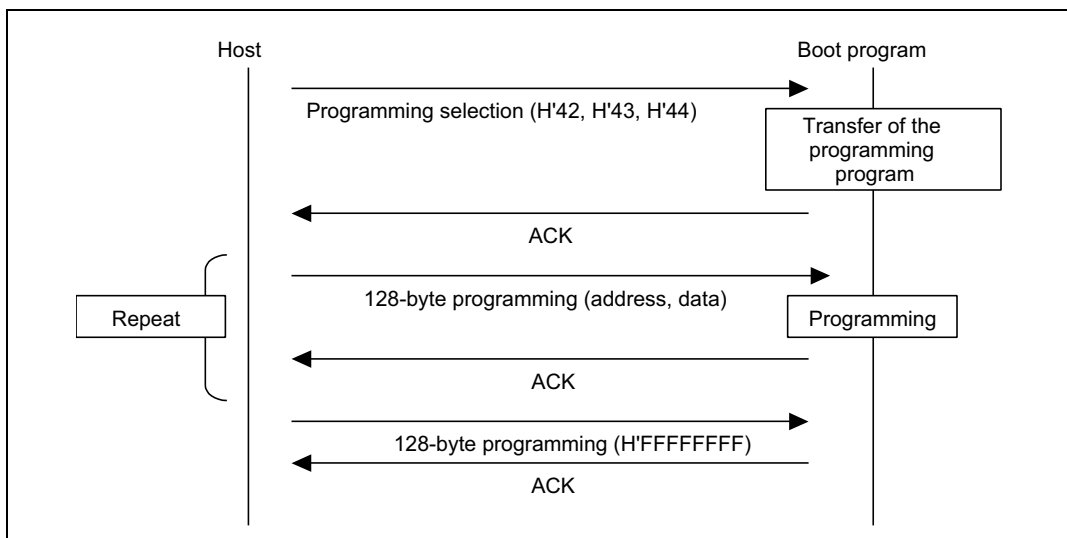 Host
Boot program
Programming selection (H'42, H'43, H'44)
Transfer of the
programming
program
ACK
128-byte programming (address, data)
Repeat
Programming
ACK
128-byte programming (H'FFFFFFFF)
ACK